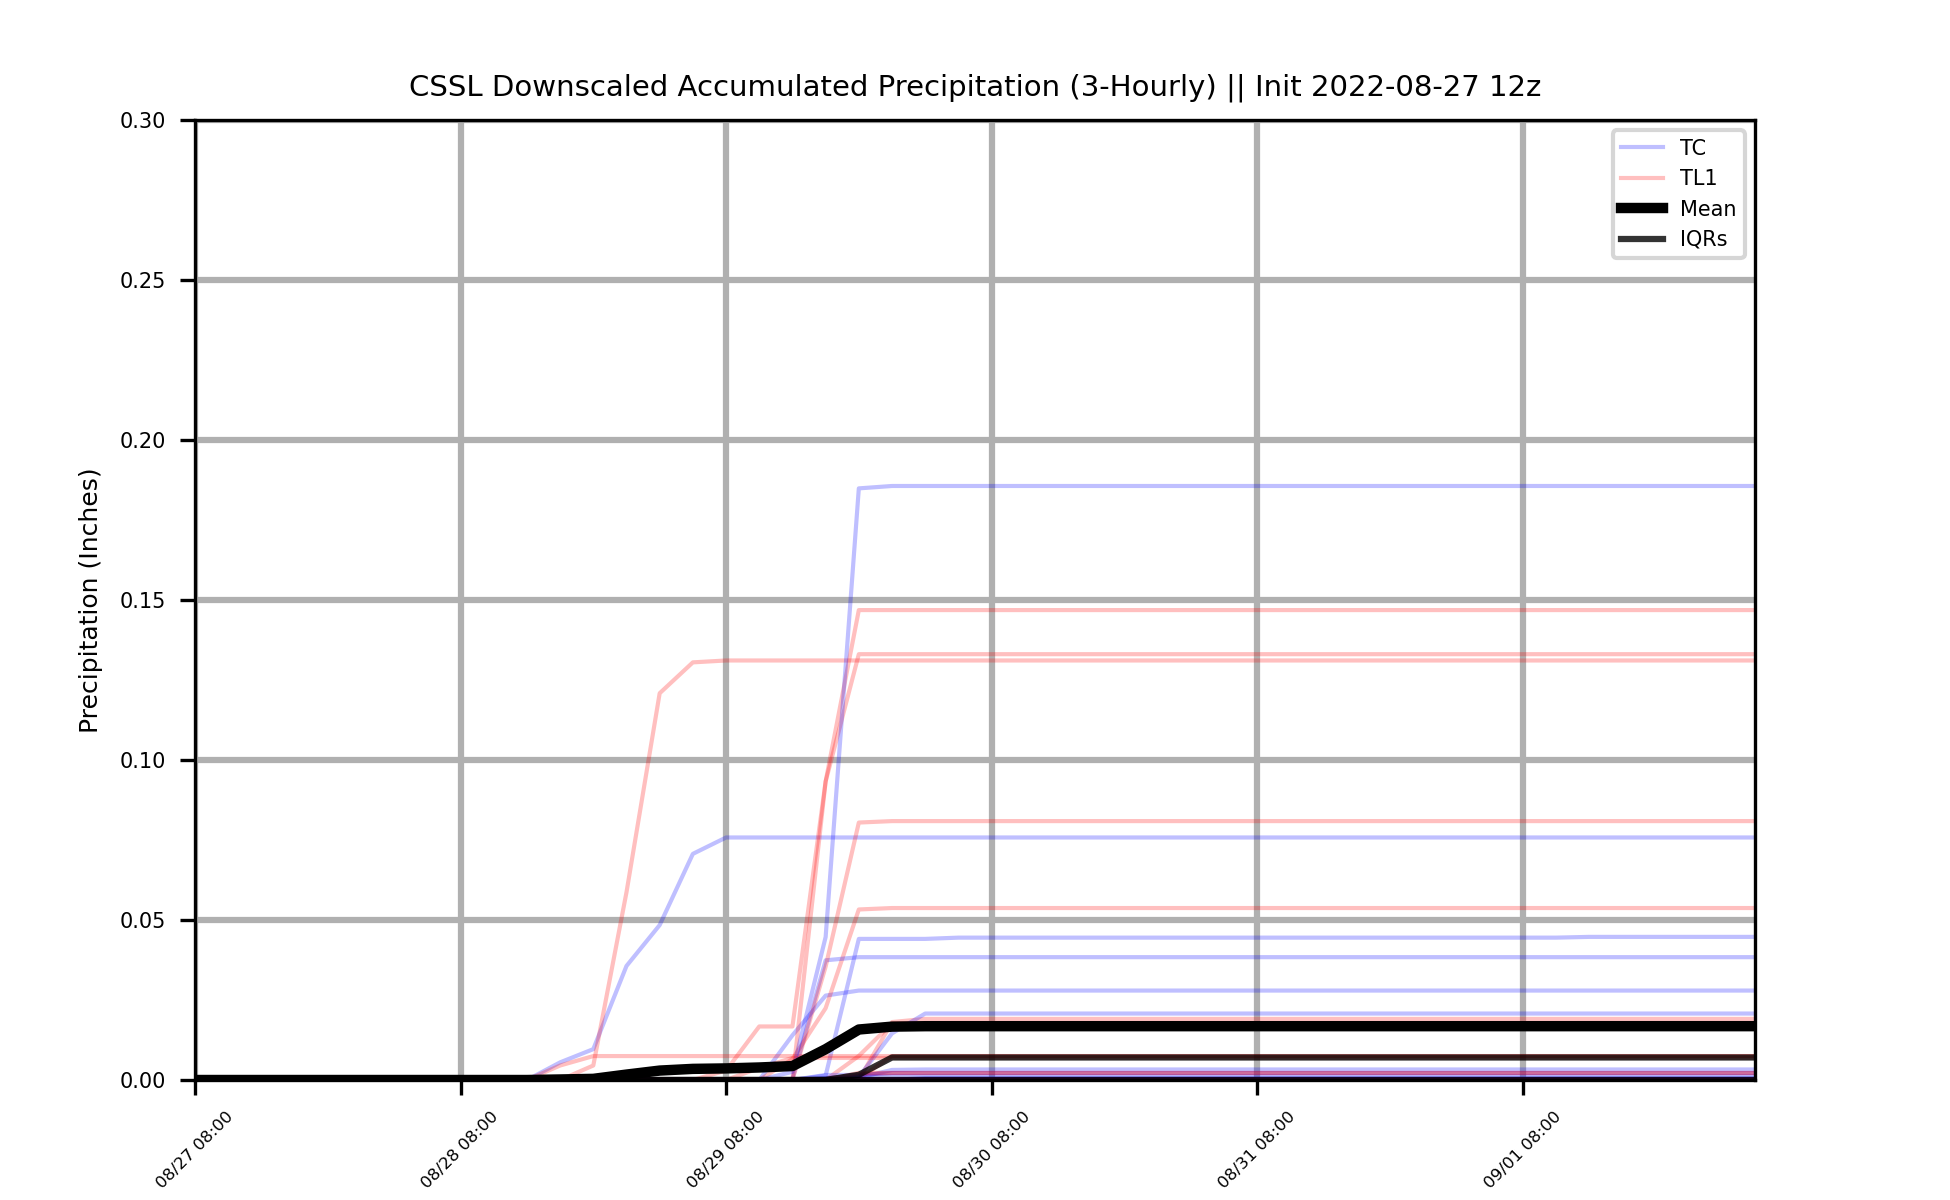 CSSL Downscaled Accumulated Precipitation (3-Hourly) || Init 2022-08-27 12z
Precipitation (Inches)
0.30
0.25
0.20
0.15
0.10
0.05
0.00
TC
TL1
Mean
IQRs
08/27 08:00
08/28 08:00
08/29 08:00
08/30 08:00
08/31 08:00
09/01 08:00